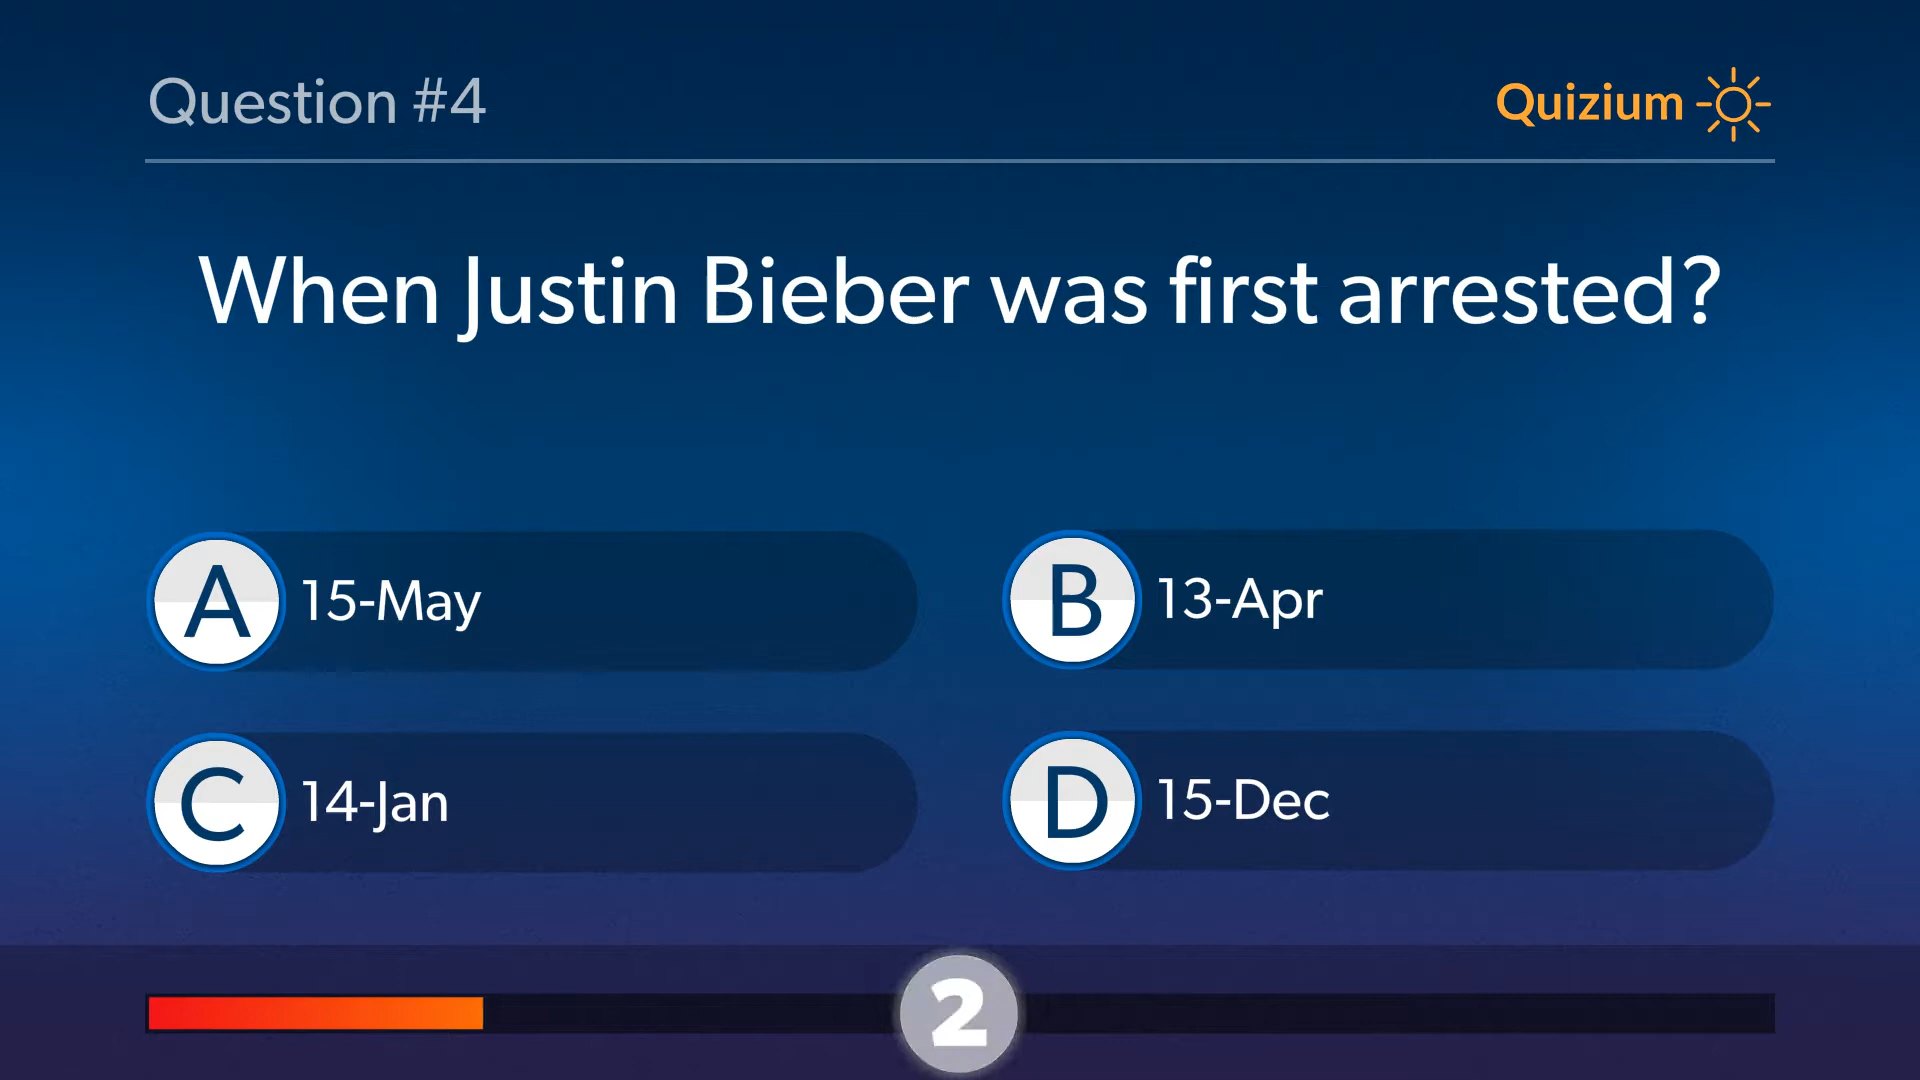 Question #4
Quizium
When Justin Bieber was first arrested?
A 15-May
B 13-Apr
C 14-Jan
D 15-Dec
2